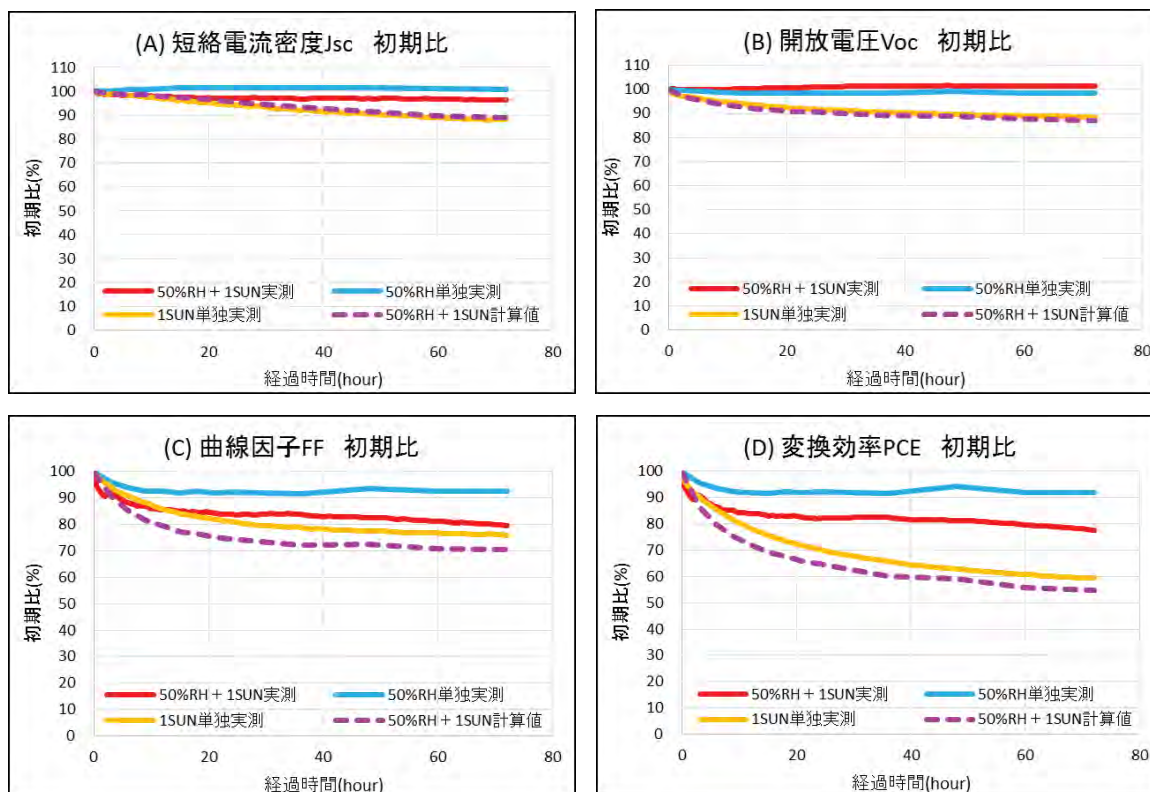 (A) 短絡電流密度Jsc 初期比
110
100
90
80
70
60
50
40
30
20
10
0
初期比(%)
50%RH+1SUN実測
50%RH単独実測
1SUN単独実測
50%RH+1SUN計算値
0 20 40 60 80
経過時間(hour)
(B) 開放電圧Voc 初期比
110
100
90
80
70
60
50
40
30
20
10
0
初期比(%)
50%RH+1SUN実測
50%RH単独実測
1SUN単独実測
50%RH+1SUN計算値
0 20 40 60 80
経過時間(hour)
(C) 曲線因子FF 初期比
100
90
80
70
60
50
40
30
20
10
0
初期比(%)
50%RH+1SUN実測
50%RH単独実測
1SUN単独実測
50%RH+1SUN計算値
0 20 40 60 80
経過時間(hour)
(D) 変換効率PCE 初期比
100
90
80
70
60
50
40
30
20
10
0
初期比(%)
50%RH+1SUN実測
50%RH単独実測
1SUN単独実測
50%RH+1SUN計算値
0 20 40 60 80
経過時間(hour)